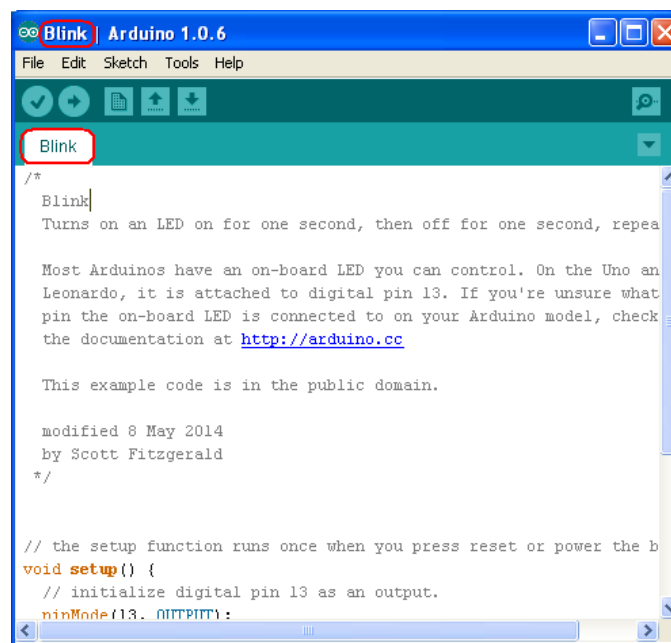 Blink | Arduino 1.0.6
File Edit Sketch Tools Help
Blink
/*
Blink
Turns on an LED on for one second, then off for one second, repea
Most Arduinos have an on-board LED you can control. On the Uno an
Leonardo, it is attached to digital pin 13. If you're unsure what
pin the on-board LED is connected to on your Arduino model, check
the documentation at http://arduino.cc
This example code is in the public domain.
modified 8 May 2014
by Scott Fitzgerald
*/
// the setup function runs once when you press reset or power the b
void setup() {
// initialize digital pin 13 as an output.
pinMode(13, OUTPUT);